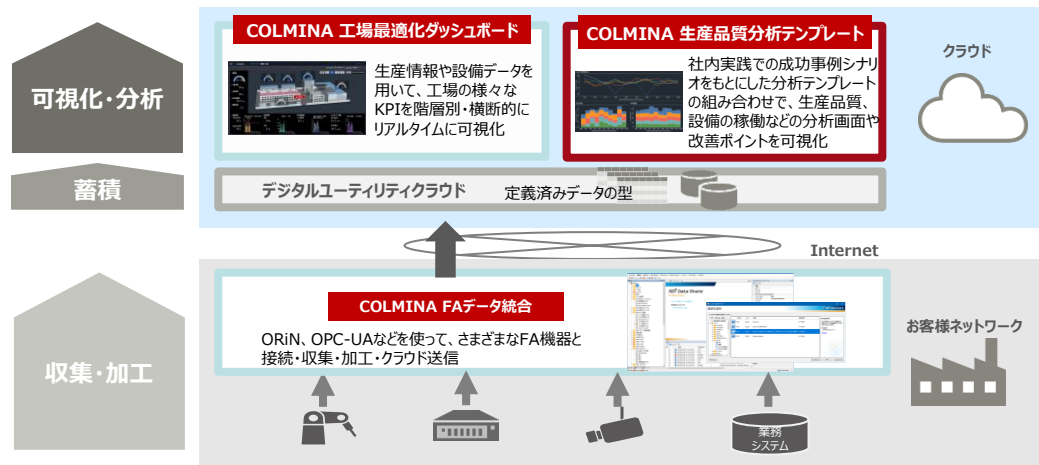 COLMINA 工場最適化ダッシュボード
生産情報や設備データを
用いて、工場の様々な
KPIを階層別・横断的に
リアルタイムに可視化
COLMINA 生産品質分析テンプレート
社内実践での成功事例シナリ
オをもとにした分析テンプレート
の組み合わせで、生産品質、
設備の稼働などの分析画面や
改善ポイントを可視化
クラウド
可視化・分析
蓄積
デジタルユーティリティクラウド
定義済みデータの型
Internet
COLMINA FAデータ統合
ORiN、OPC-UAなどを使って、さまざまなFA機器と
接続・収集・加工・クラウド送信
お客様ネットワーク
収集・加工
業務
システム